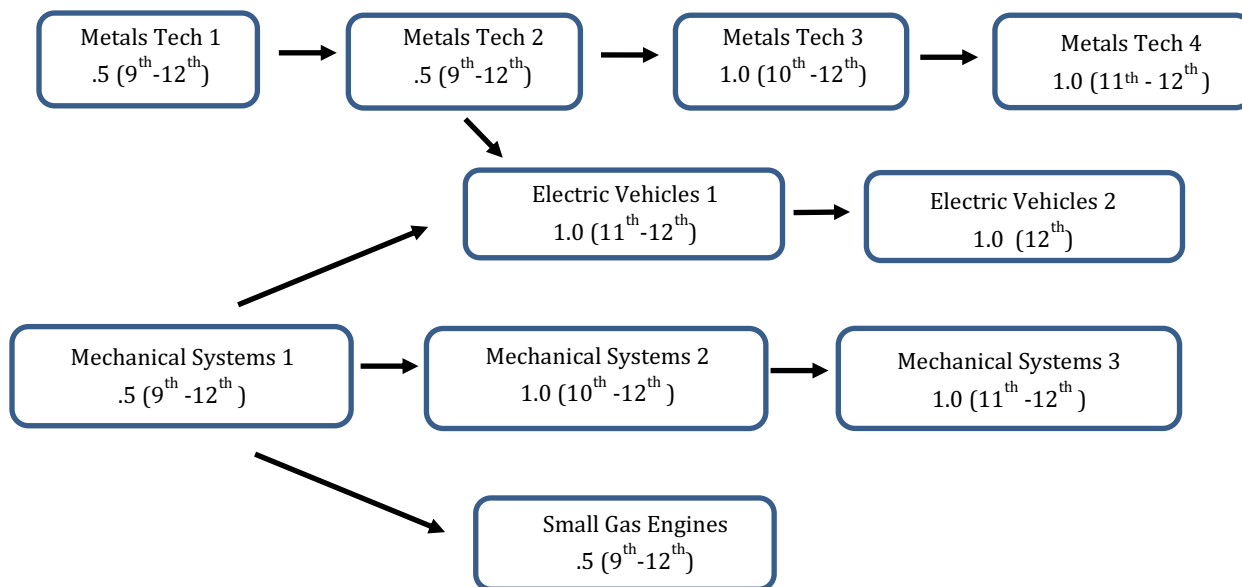 Metals Tech 1
.5 (9th-12th)
Metals Tech 2
.5 (9th-12th)
Metals Tech 3
1.0 (10th -12th)
Metals Tech 4
1.0 (11th - 12th)
Electric Vehicles 1
1.0 (11th-12th)
Electric Vehicles 2
1.0 (12th)
Mechanical Systems 1
.5 (9th -12th )
Mechanical Systems 2
1.0 (10th -12th )
Mechanical Systems 3
1.0 (11th -12th )
Small Gas Engines
.5 (9th-12th)